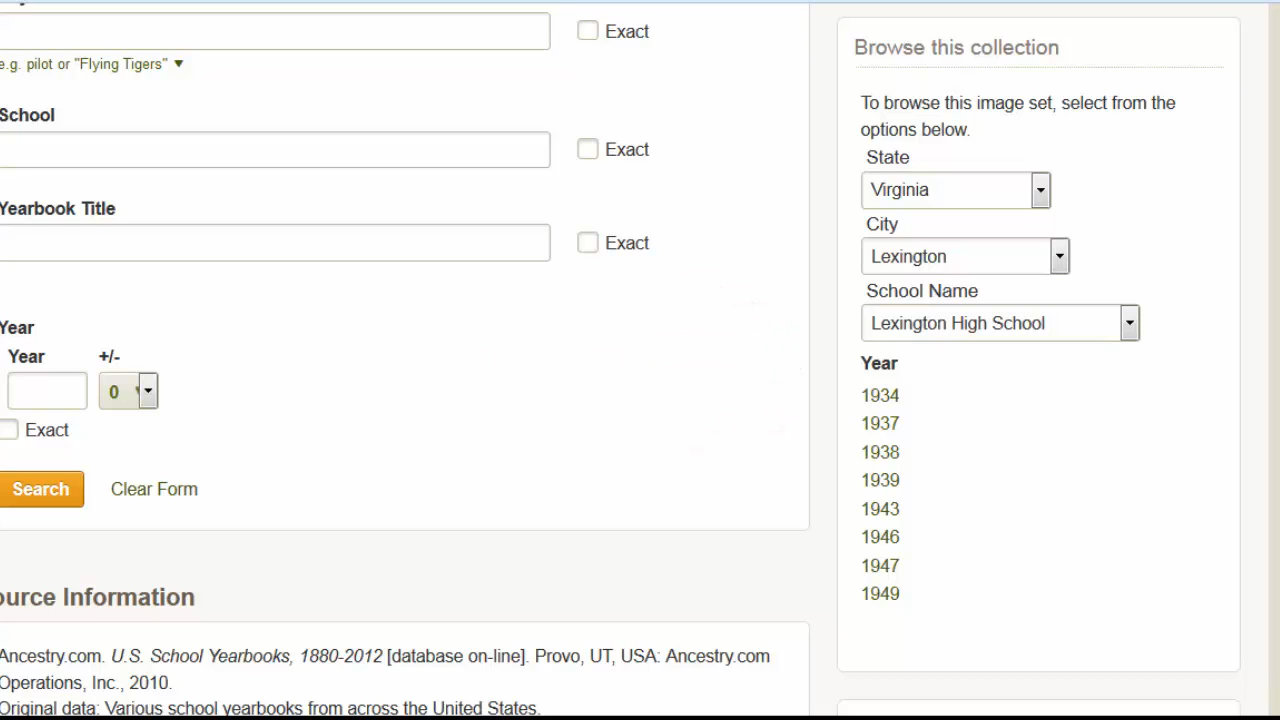 Exact
e.g. pilot or "Flying Tigers" ▼
School
Exact
Yearbook Title
Exact
Year
Year +/-
0
Exact
Search Clear Form
ource Information
Ancestry.com. U.S. School Yearbooks, 1880-2012 [database on-line]. Provo, UT, USA: Ancestry.com
Operations, Inc., 2010.
Original data: Various school yearbooks from across the United States.
Browse this collection
To browse this image set, select from the
options below.
State
Virginia
City
Lexington
School Name
Lexington High School
Year
1934
1937
1938
1939
1943
1946
1947
1949